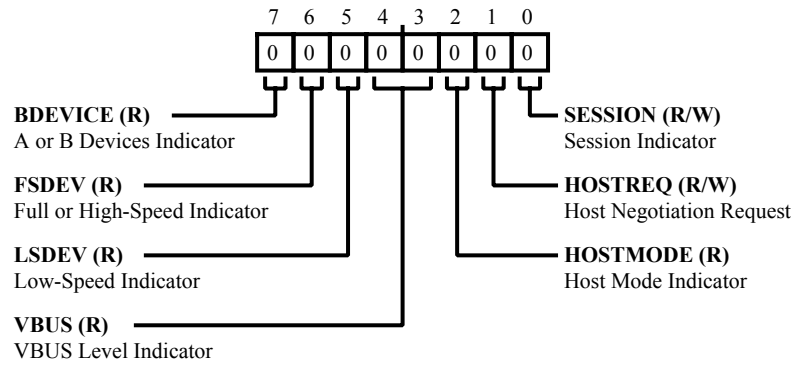 7 6 5 4 3 2 1 0
0 0 0 0 0 0 0 0
BDEVICE (R)
A or B Devices Indicator
FSDEV (R)
Full or High-Speed Indicator
LSDEV (R)
Low-Speed Indicator
VBUS (R)
VBUS Level Indicator
SESSION (R/W)
Session Indicator
HOSTREQ (R/W)
Host Negotiation Request
HOSTMODE (R)
Host Mode Indicator